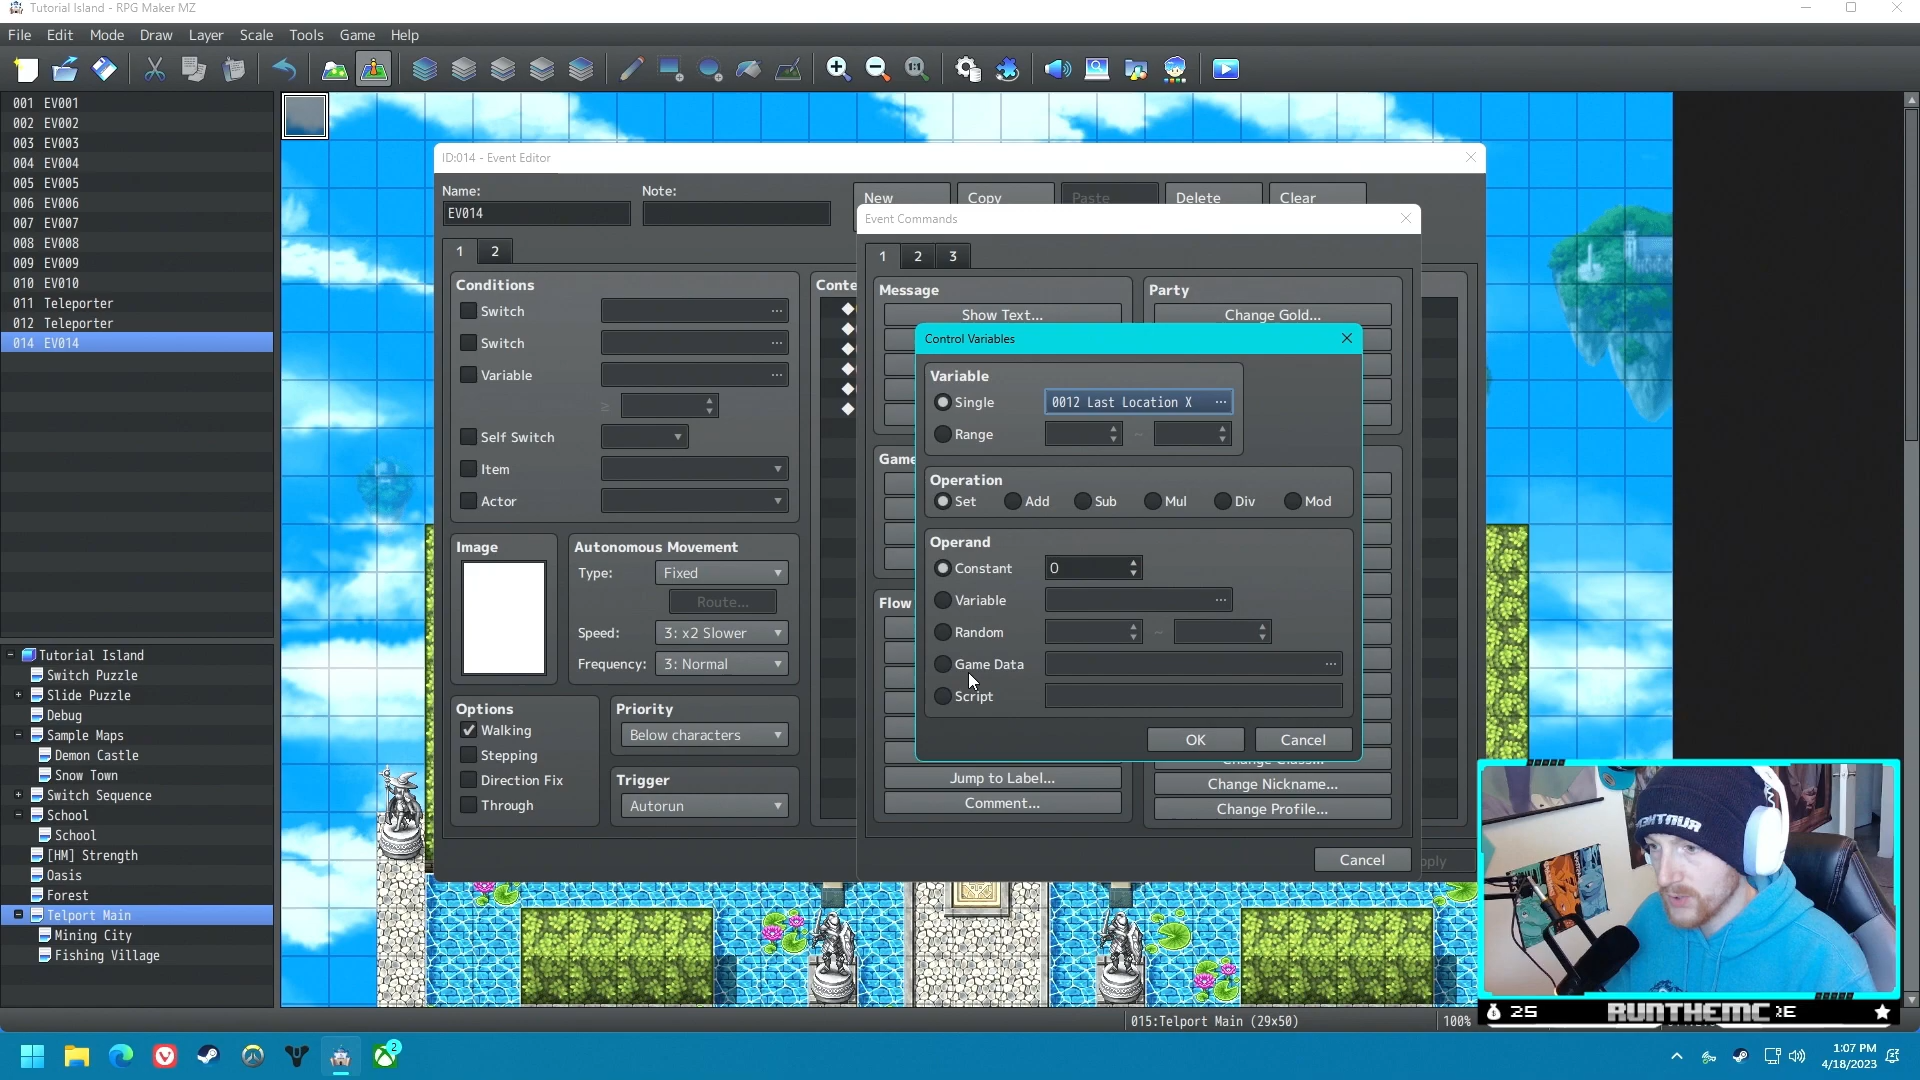 Tutorial Island - RPG Maker MZ
File Edit Mode Draw Layer Scale Tools Game Help
001 EV001
002 EV002
003 EV003
004 EV004
005 EV005
006 EV006
007 EV007
008 EV008
009 EV009
010 EV010
011 Teleporter
012 Teleporter
014 EV014
Tutorial Island
Switch Puzzle
Slide Puzzle
Debug
Sample Maps
Demon Castle
Snow Town
Switch Sequence
School
School
[HM] Strength
Oasis
Forest
Telport Main
Mining City
Fishing Village
ID:014 - Event Editor
Name: Note:
EV014
New Copy Paste Delete Clear
1 2
Conditions
Switch
Switch
Variable
≥
Self Switch
Item
Actor
Image
Autonomous Movement
Type: Fixed
Route...
Speed: 3: x2 Slower
Frequency: 3: Normal
Options
Walking
Stepping
Direction Fix
Through
Priority
Below characters
Trigger
Autorun
Conte
Event Commands
1 2 3
Message
Show Text...
Party
Change Gold...
Game
Flow
Jump to Label...
Comment...
Change Class...
Change Nickname...
Change Profile...
Cancel
pply
Control Variables
Variable
Single 0012 Last Location X ...
Range ~
Operation
Set Add Sub Mul Div Mod
Operand
Constant 0
Variable ...
Random ~
Game Data ...
Script
OK Cancel
015:Telport Main (29x50)
100%
25 RUNTHEMC
2
1:07 PM
4/18/2023